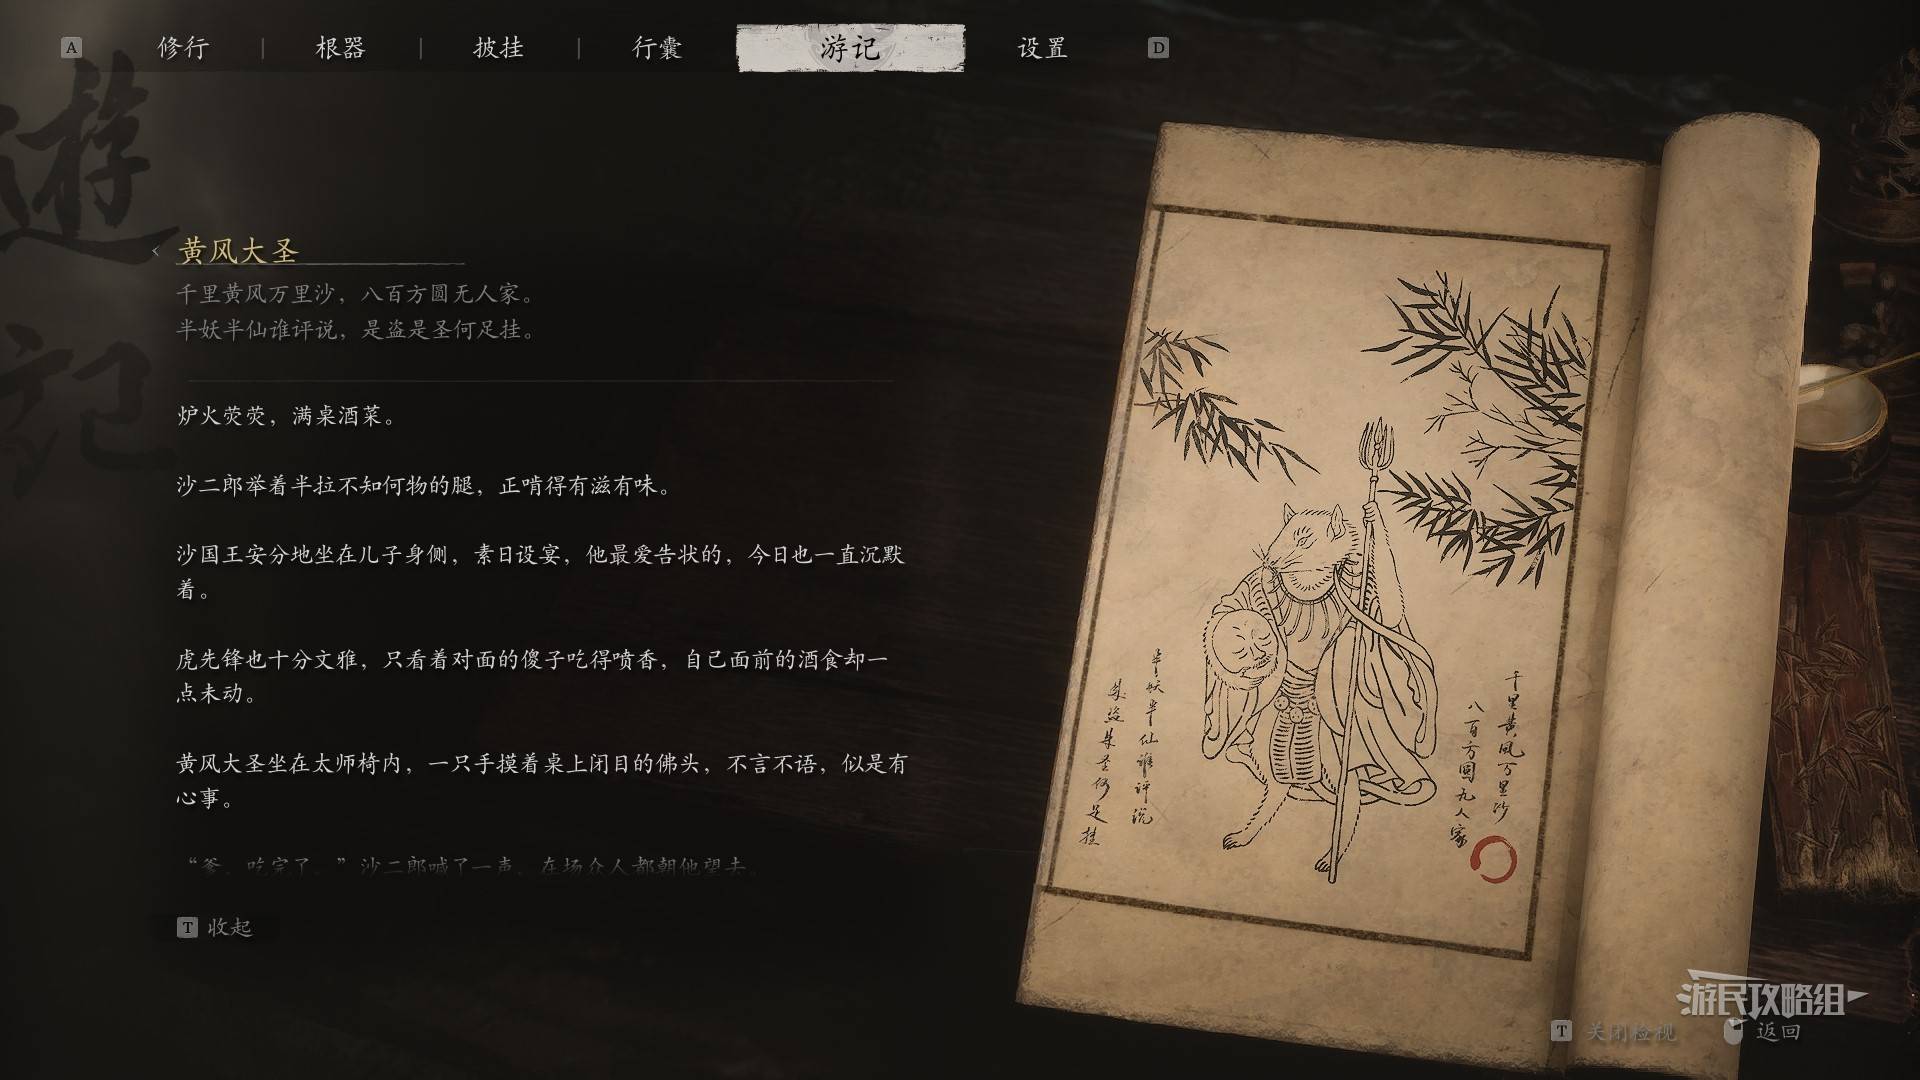 A 修行 | 根器 | 披挂 | 行囊 游记 设置 D
遊記
黄风大圣
千里黄风万里沙，八百方圆无人家。
半妖半仙谁评说，是盗是圣何足挂。
炉火荧荧，满桌酒菜。
沙二郎举着半拉不知何物的腿，正啃得有滋有味。
沙国王安分地坐在儿子身侧，素日设宴，他最爱告状的，今日也一直沉默
着。
虎先锋也十分文雅，只看着对面的傻子吃得喷香，自己面前的酒食却一
点未动。
黄风大圣坐在太师椅内，一只手摸着桌上闭目的佛头，不言不语，似是有
心事。
“爹，吃完了。”沙二郎喊了一声，在场众人都朝他望去。
T 收起
千里黄风万里沙
八百方圆无人家
半妖半仙谁评说
是盗是圣何足挂
游民攻略组
T 关闭检视 返回